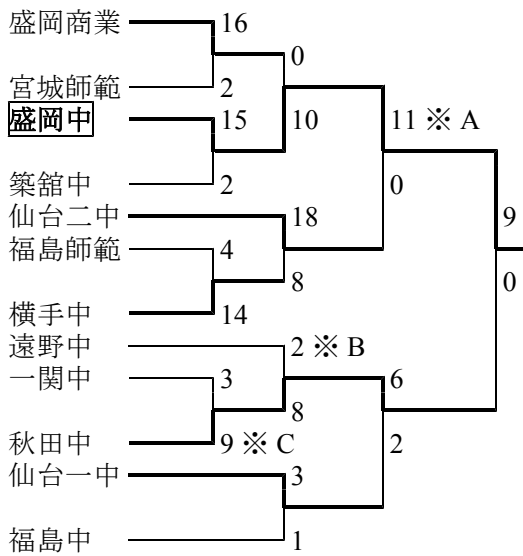 盛岡商業 16
0
宮城師範 2
盛岡中 15 10 11 ※ A
築舘中 2 0
仙台二中 18 9
福島師範 4
8 0
横手中 14
遠野中 2 ※ B
一関中 3 6
8
秋田中 9 ※ C 2
仙台一中 3
福島中 1